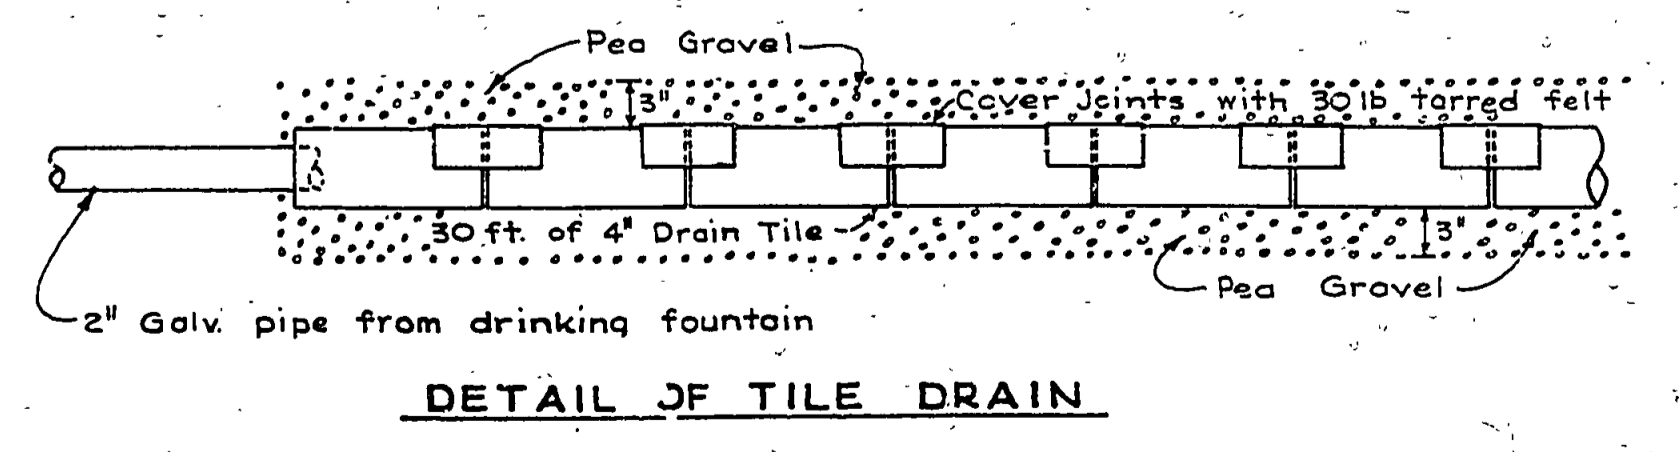 Pea Gravel
3"
Cover Joints with 30 lb tarred felt
30 ft. of 4" Drain Tile
3"
Pea Gravel
2" Galv. pipe from drinking fountain
DETAIL OF TILE DRAIN